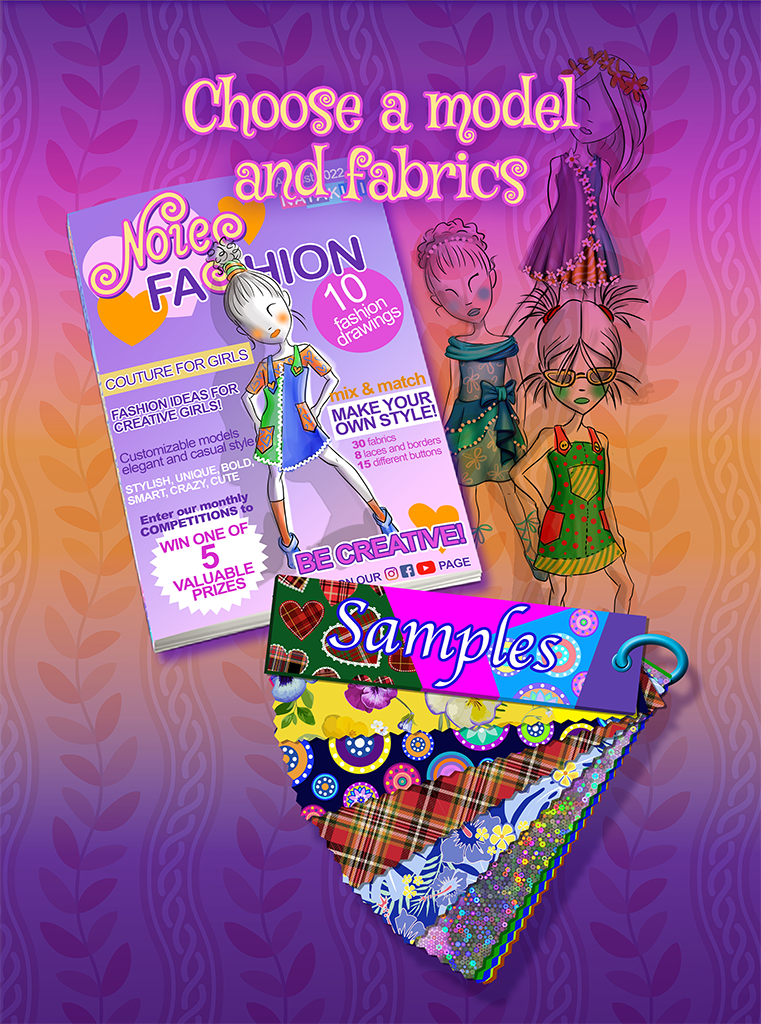 Choose a model
and fabrics
2022
Noies
FASHION
10
fashion
drawings
COUTURE FOR GIRLS
FASHION IDEAS FOR
CREATIVE GIRLS!
mix & match
MAKE YOUR
OWN STYLE!
Customizable models
elegant and casual style
30 fabrics
8 laces and borders
15 different buttons
STYLISH, UNIQUE, BOLD,
SMART, CRAZY, CUTE
Enter our monthly
COMPETITIONS to
WIN ONE OF
5
VALUABLE
PRIZES
BE CREATIVE!
OUR PAGE
Samples